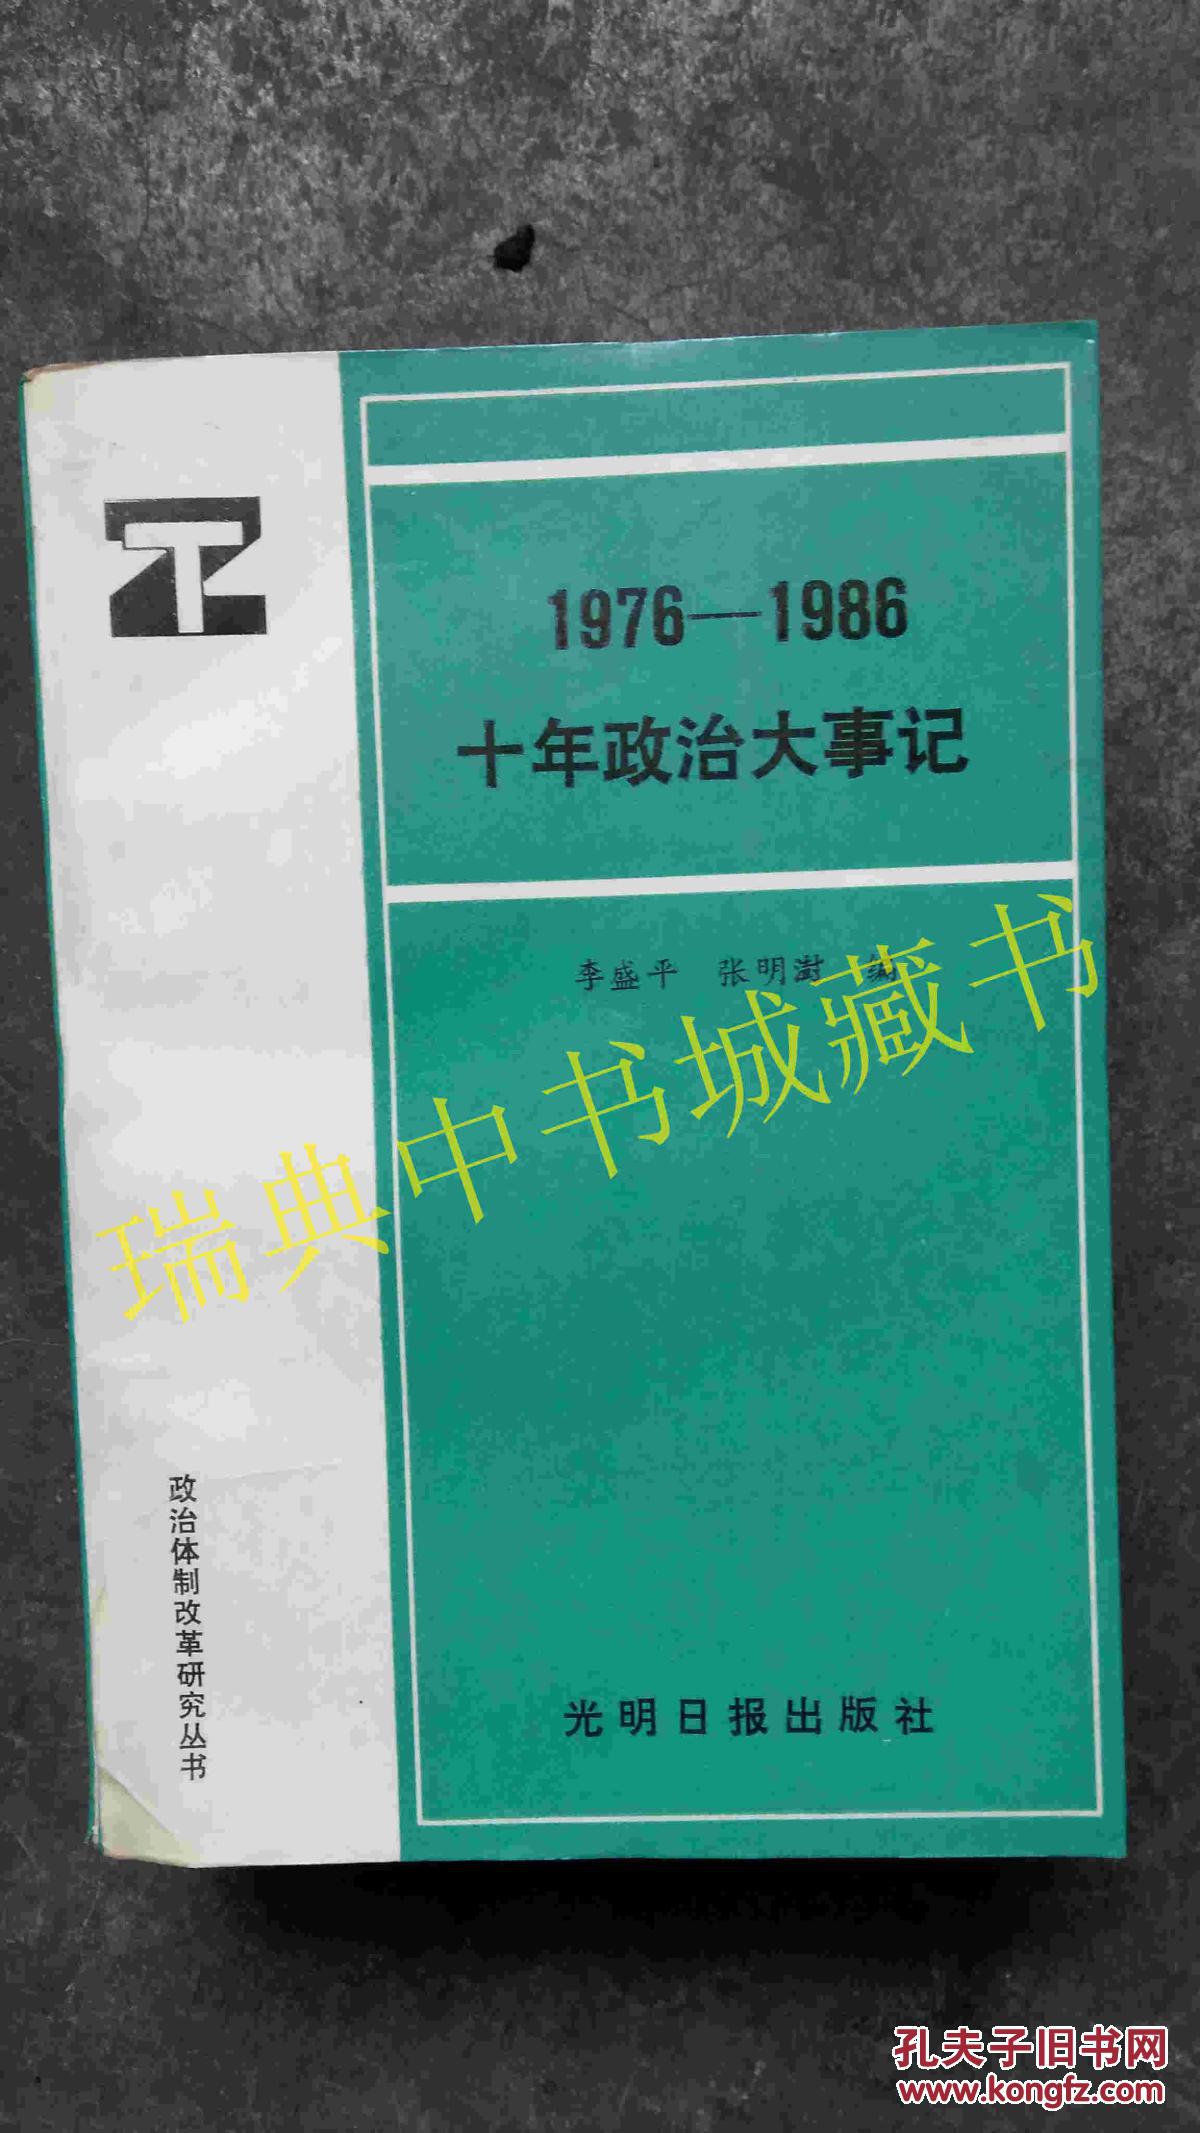 1976—1986
十年政治大事记
李盛平 张明澍 编
瑞典中书城藏书
政治体制改革研究丛书
光明日报出版社
孔夫子旧书网
www.kongfz.com